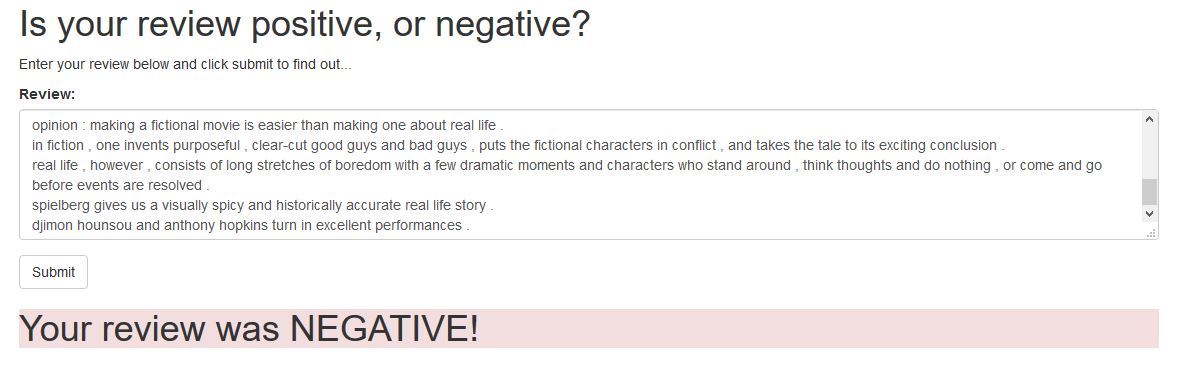 Is your review positive, or negative?
Enter your review below and click submit to find out...
Review:
opinion : making a fictional movie is easier than making one about real life .
in fiction , one invents purposeful , clear-cut good guys and bad guys , puts the fictional characters in conflict , and takes the tale to its exciting conclusion .
real life , however , consists of long stretches of boredom with a few dramatic moments and characters who stand around , think thoughts and do nothing , or come and go
before events are resolved .
spielberg gives us a visually spicy and historically accurate real life story .
djimon hounsou and anthony hopkins turn in excellent performances .
Submit
Your review was NEGATIVE!